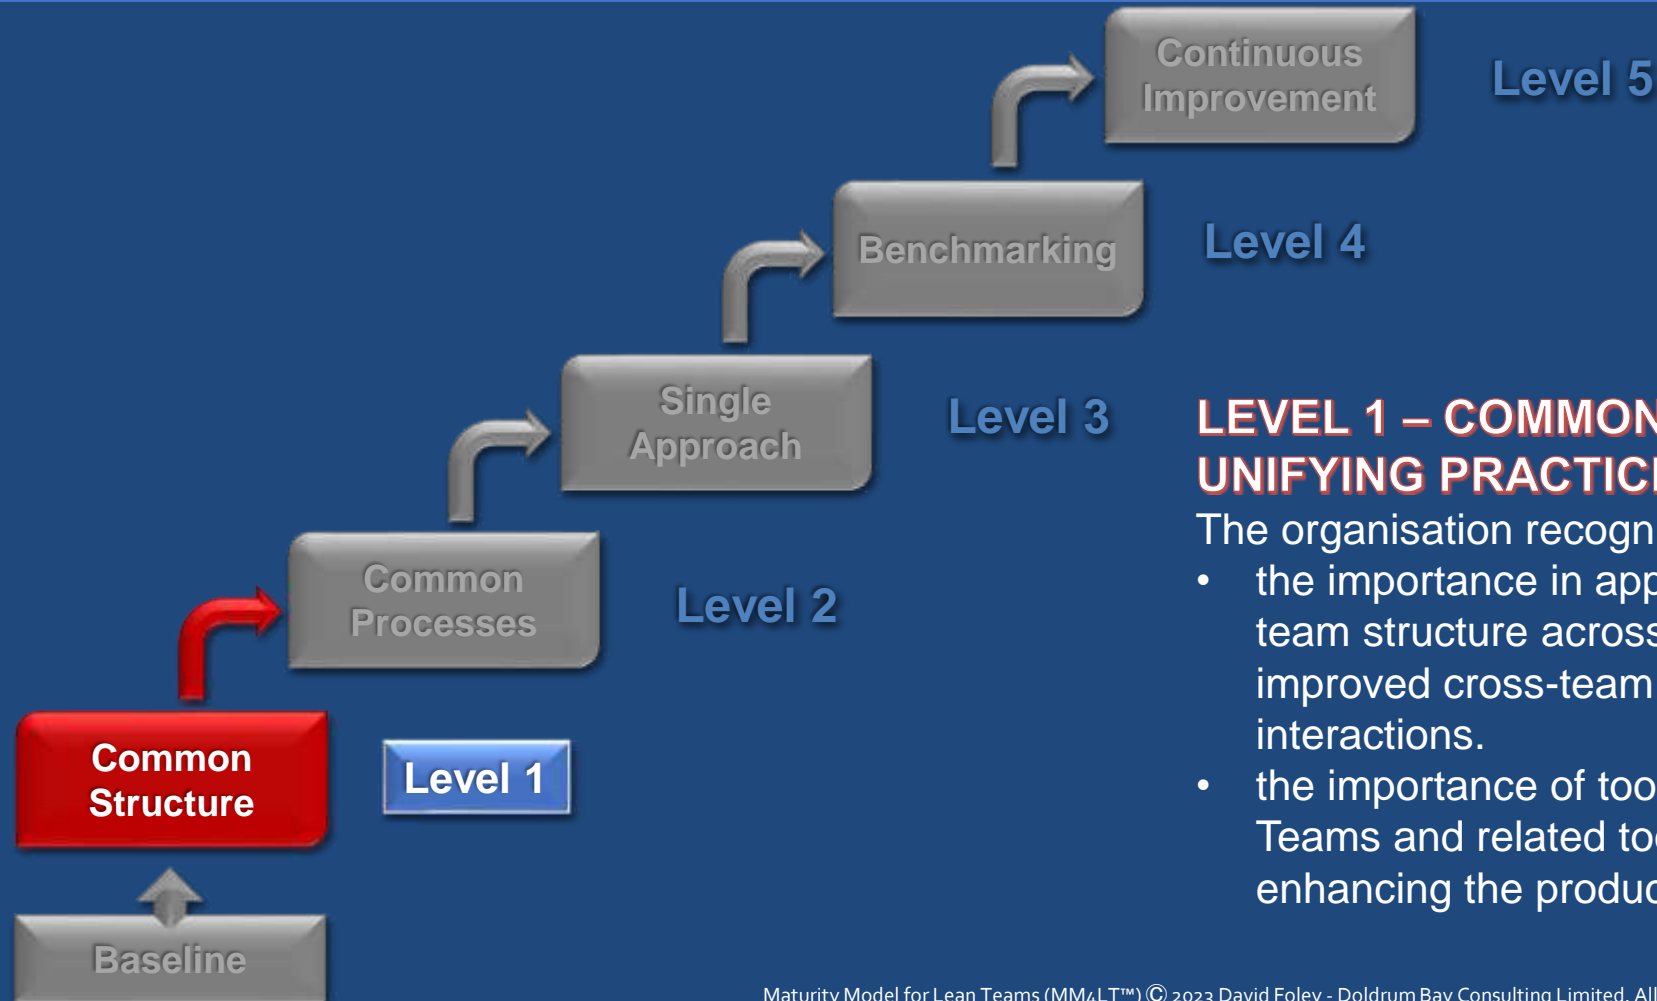 Continuous
Improvement
Level 5
Benchmarking
Level 4
Single
Approach
Level 3
Common
Processes
Level 2
Common
Structure
Level 1
Baseline
LEVEL 1 – COMMON
UNIFYING PRACTIC
The organisation recogn
• the importance in app
team structure across
improved cross-team
interactions.
• the importance of too
Teams and related too
enhancing the produc
Maturity Model for Lean Teams (MM4LT™) © 2023 David Foley - Doldrum Bay Consulting Limited. All